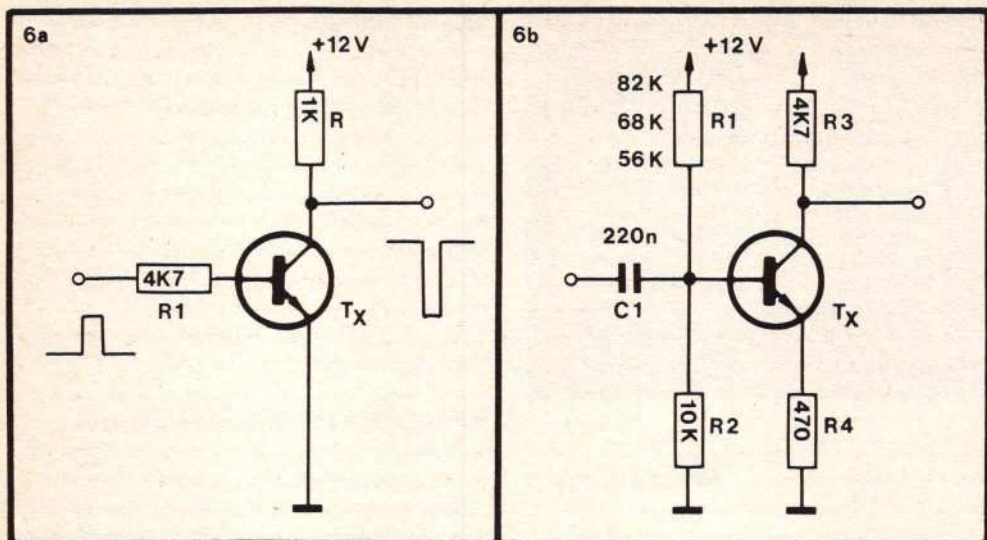 6a
+12V
1K R
4K7
R1
TX
6b
+12V
82K
68K R1
56K
4K7 R3
220n
C1
TX
10K R2
470 R4